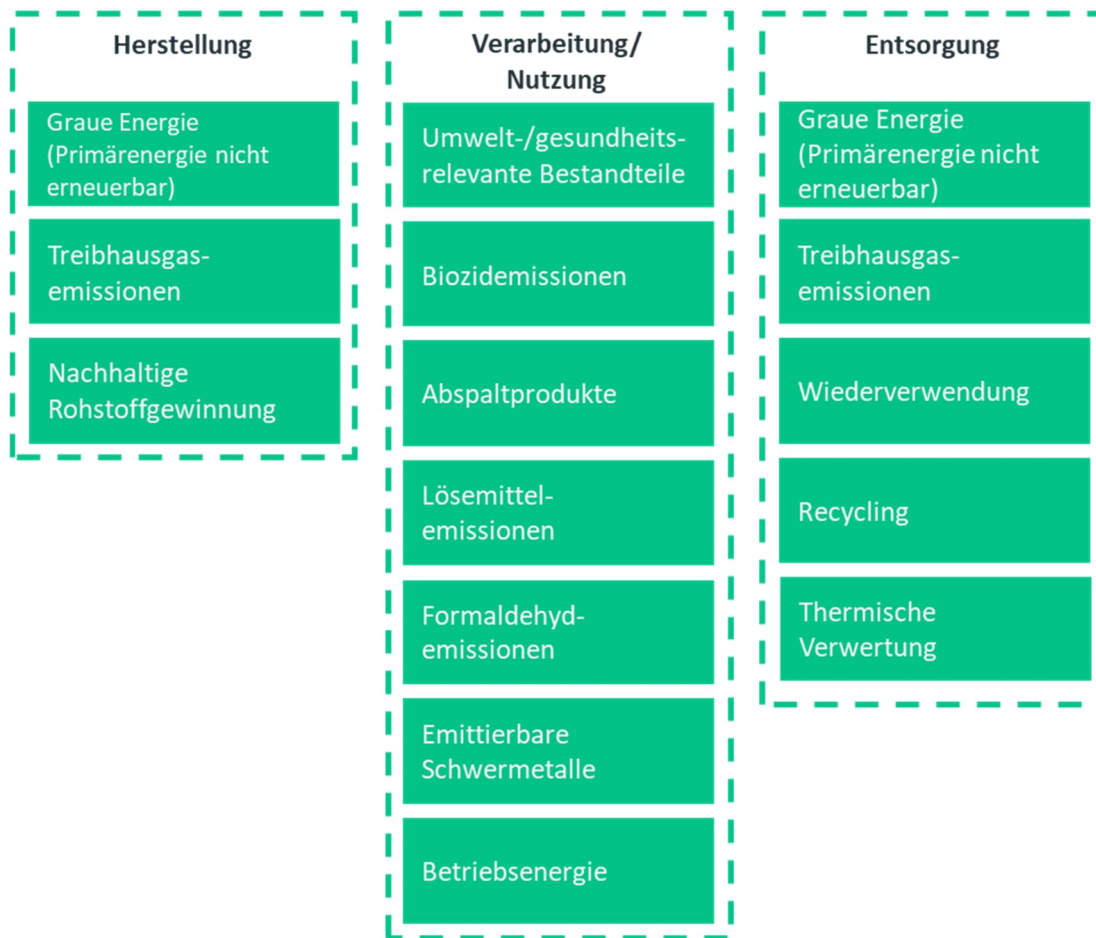 Herstellung
Graue Energie
(Primärenergie nicht
erneuerbar)
Treibhausgas-
emissionen
Nachhaltige
Rohstoffgewinnung
Verarbeitung/
Nutzung
Umwelt-/gesundheits-
relevante Bestandteile
Biozidemissionen
Abspaltprodukte
Lösemittel-
emissionen
Formaldehyd-
emissionen
Emittierbare
Schwermetalle
Betriebsenergie
Entsorgung
Graue Energie
(Primärenergie nicht
erneuerbar)
Treibhausgas-
emissionen
Wiederverwendung
Recycling
Thermische
Verwertung